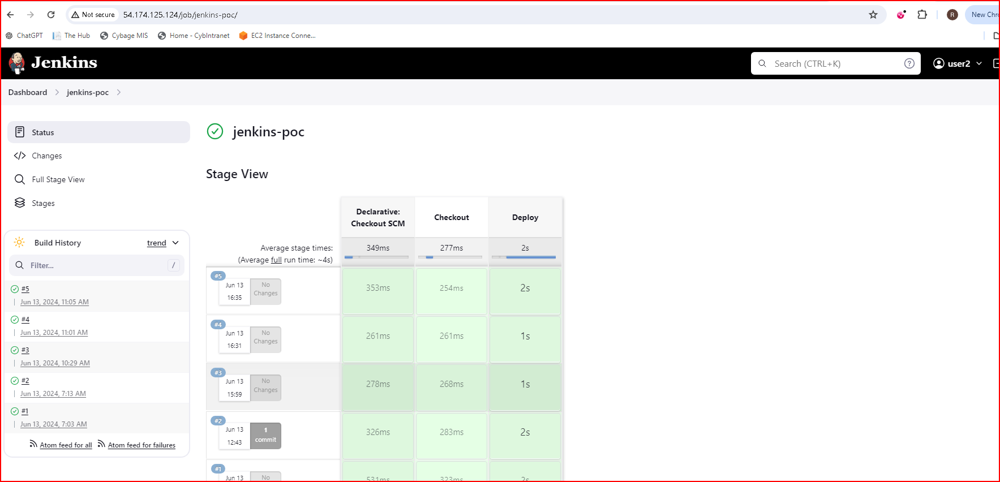 Not secure 54.174.125.124/job/jenkins-poc/
R
New Chro
ChatGPT The Hub Cybage MIS Home - CybIntranet EC2 Instance Conne...
Jenkins
Search (CTRL+K) ?
user2
Dashboard jenkins-poc
Status
Changes
Full Stage View
Stages
Build History trend
Filter... /
#5
Jun 13, 2024, 11:05 AM
#4
Jun 13, 2024, 11:01 AM
#3
Jun 13, 2024, 10:29 AM
#2
Jun 13, 2024, 7:13 AM
#1
Jun 13, 2024, 7:03 AM
Atom feed for all Atom feed for failures
jenkins-poc
Stage View
Declarative:
Checkout SCM
Checkout
Deploy
Average stage times:
(Average full run time: ~4s)
349ms 277ms 2s
#5
Jun 13
16:35
No
Changes
353ms 254ms 2s
#4
Jun 13
16:31
No
Changes
261ms 261ms 1s
#3
Jun 13
15:59
No
Changes
278ms 268ms 1s
#2
Jun 13
12:43
1
commit
326ms 283ms 2s
#1
Jun 13
No
531ms 323ms 2s